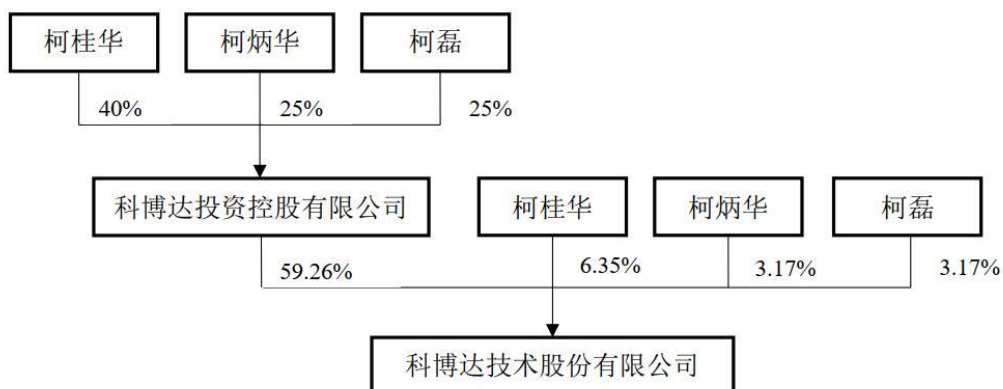 柯桂华 柯炳华 柯磊
40% 25% 25%
科博达投资控股有限公司 柯桂华 柯炳华 柯磊
59.26% 6.35% 3.17% 3.17%
科博达技术股份有限公司